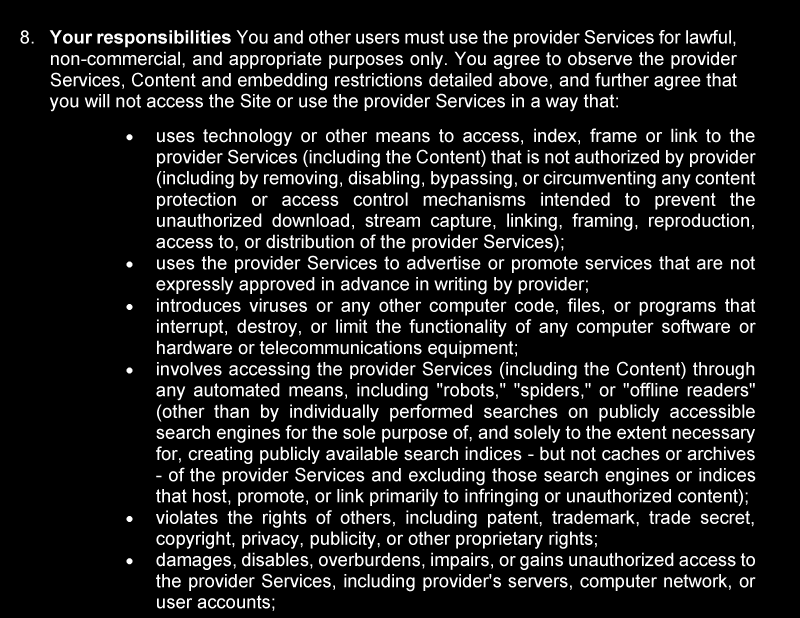 8. Your responsibilities You and other users must use the provider Services for lawful,
non-commercial, and appropriate purposes only. You agree to observe the provider
Services, Content and embedding restrictions detailed above, and further agree that
you will not access the Site or use the provider Services in a way that:
• uses technology or other means to access, index, frame or link to the
provider Services (including the Content) that is not authorized by provider
(including by removing, disabling, bypassing, or circumventing any content
protection or access control mechanisms intended to prevent the
unauthorized download, stream capture, linking, framing, reproduction,
access to, or distribution of the provider Services);
• uses the provider Services to advertise or promote services that are not
expressly approved in advance in writing by provider;
• introduces viruses or any other computer code, files, or programs that
interrupt, destroy, or limit the functionality of any computer software or
hardware or telecommunications equipment;
• involves accessing the provider Services (including the Content) through
any automated means, including "robots," "spiders," or "offline readers"
(other than by individually performed searches on publicly accessible
search engines for the sole purpose of, and solely to the extent necessary
for, creating publicly available search indices - but not caches or archives
- of the provider Services and excluding those search engines or indices
that host, promote, or link primarily to infringing or unauthorized content);
• violates the rights of others, including patent, trademark, trade secret,
copyright, privacy, publicity, or other proprietary rights;
• damages, disables, overburdens, impairs, or gains unauthorized access to
the provider Services, including provider's servers, computer network, or
user accounts;